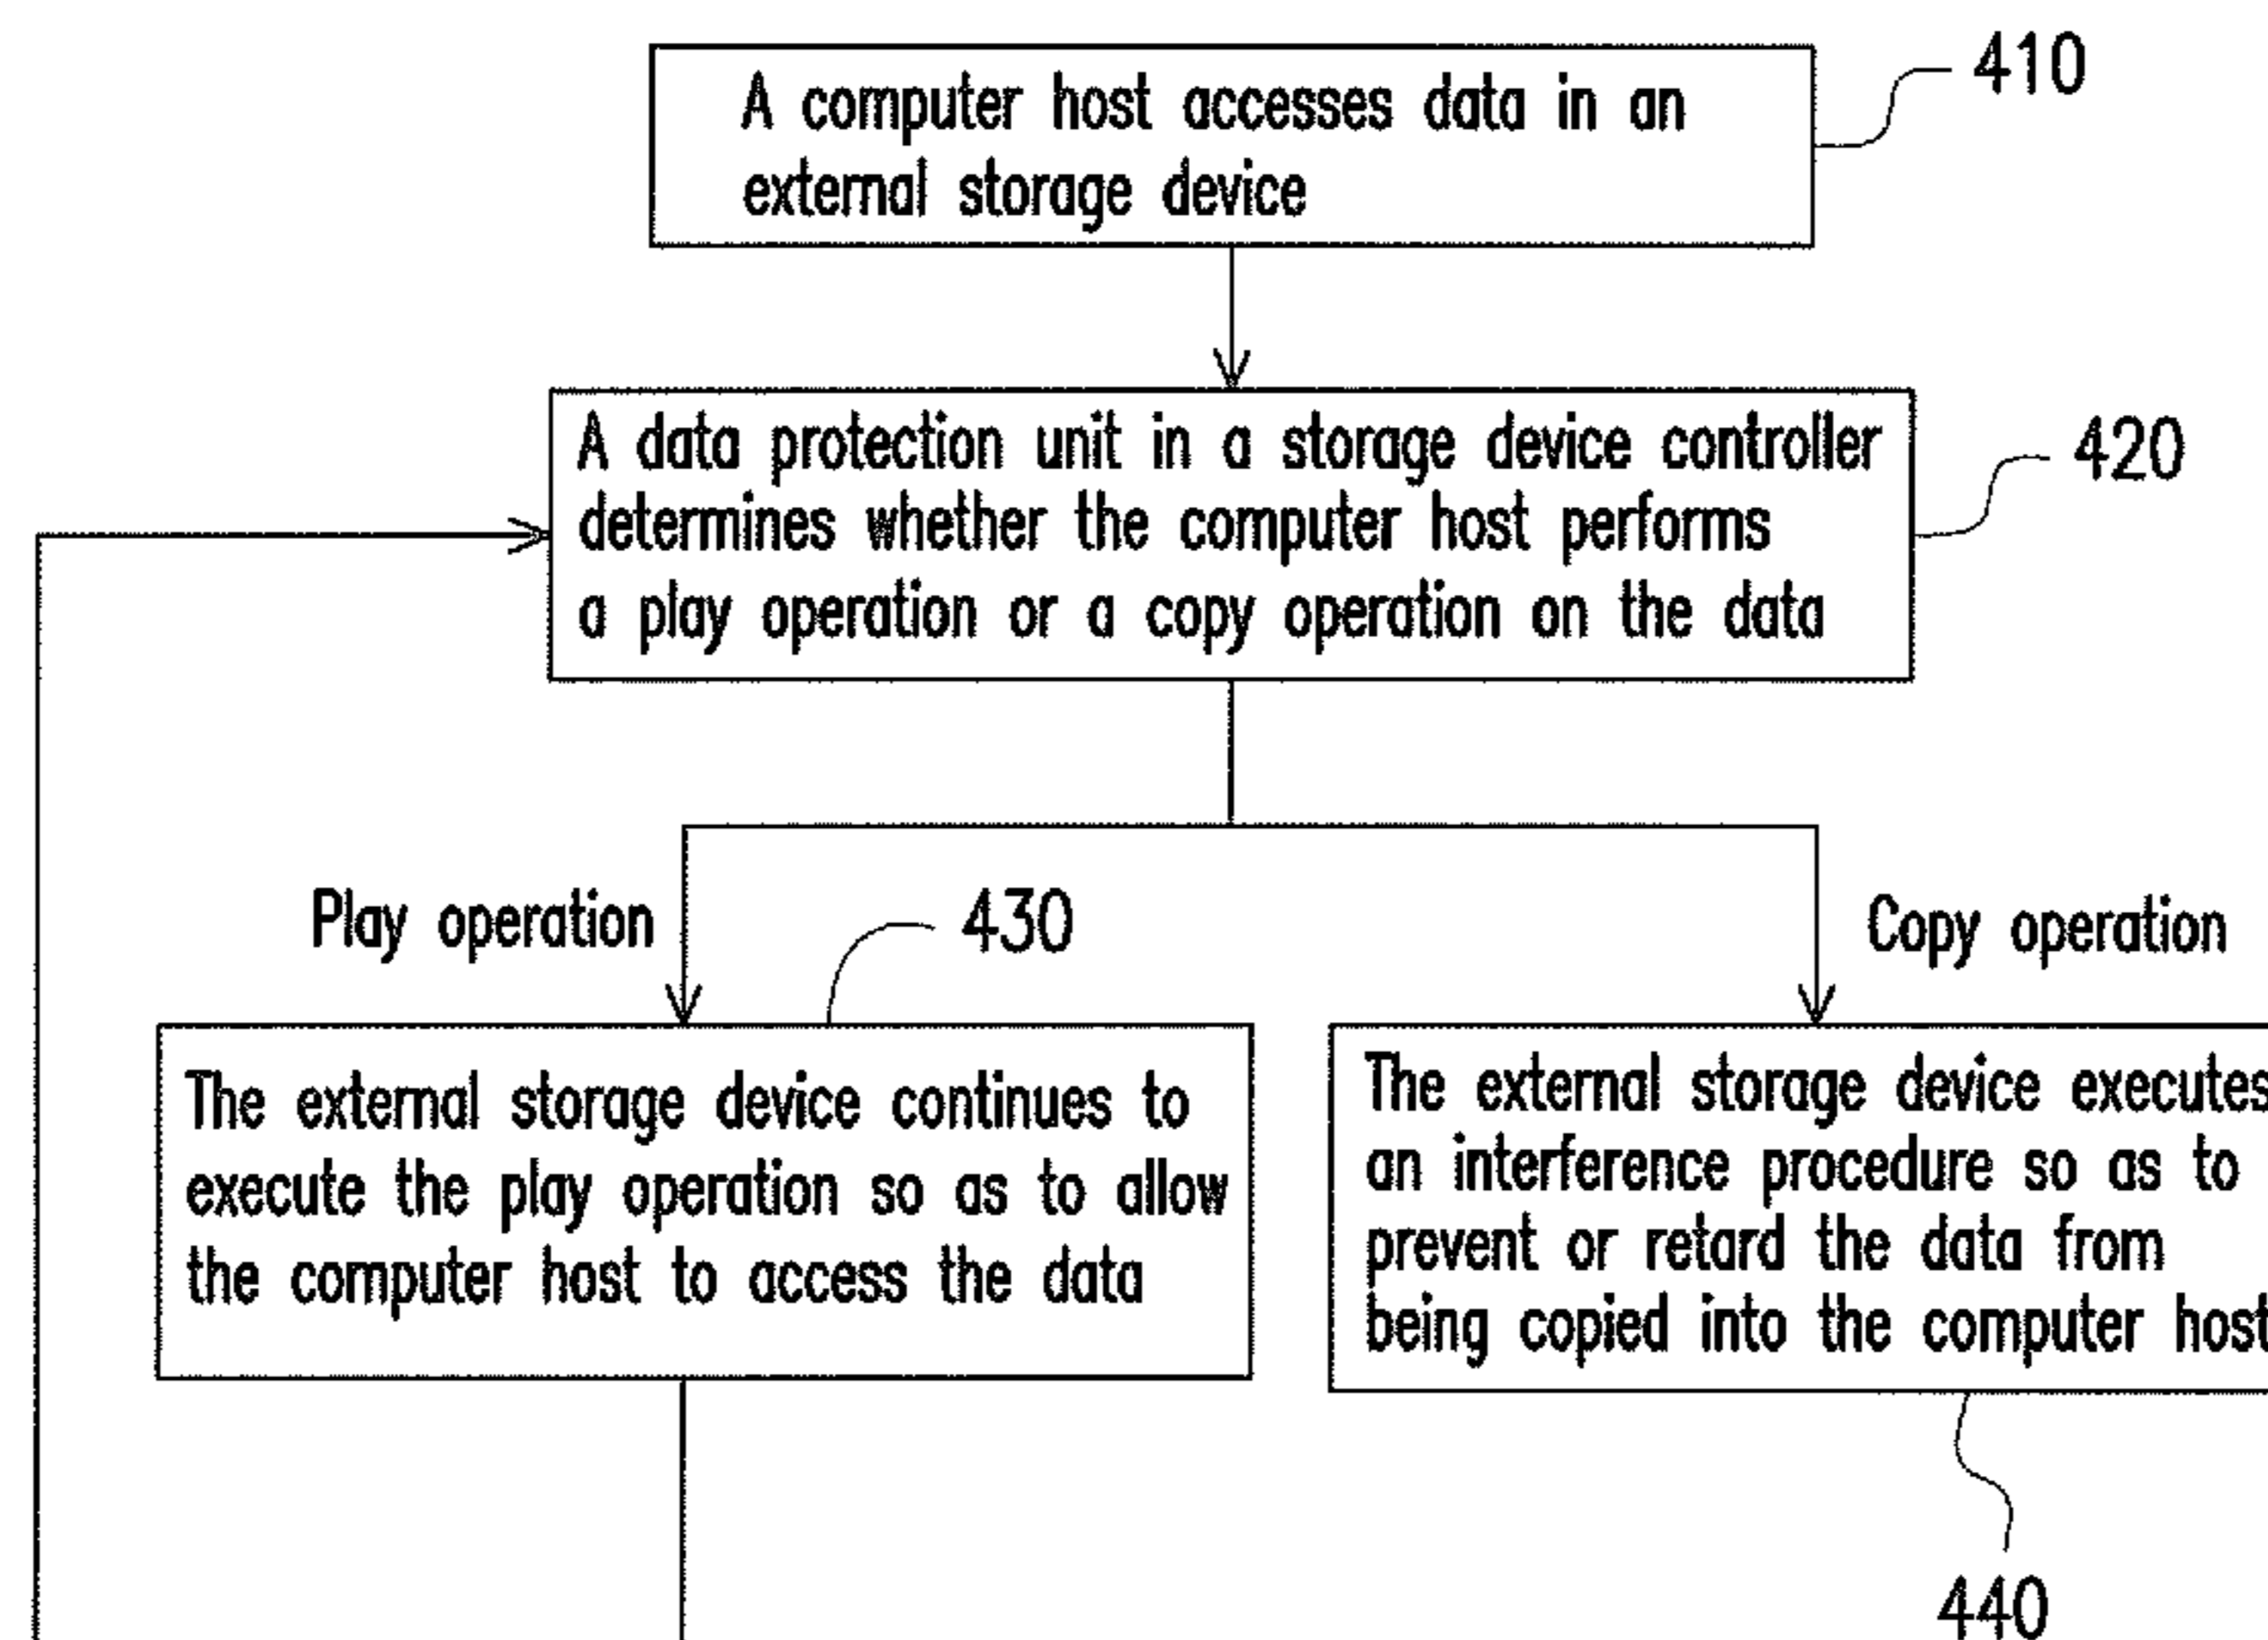 A computer host accesses data in an
external storage device
410
A data protection unit in a storage device controller
determines whether the computer host performs
a play operation or a copy operation on the data
420
Play operation
430
Copy operation
The external storage device continues to
execute the play operation so as to allow
the computer host to access the data
The external storage device executes
an interference procedure so as to
prevent or retard the data from
being copied into the computer host
440